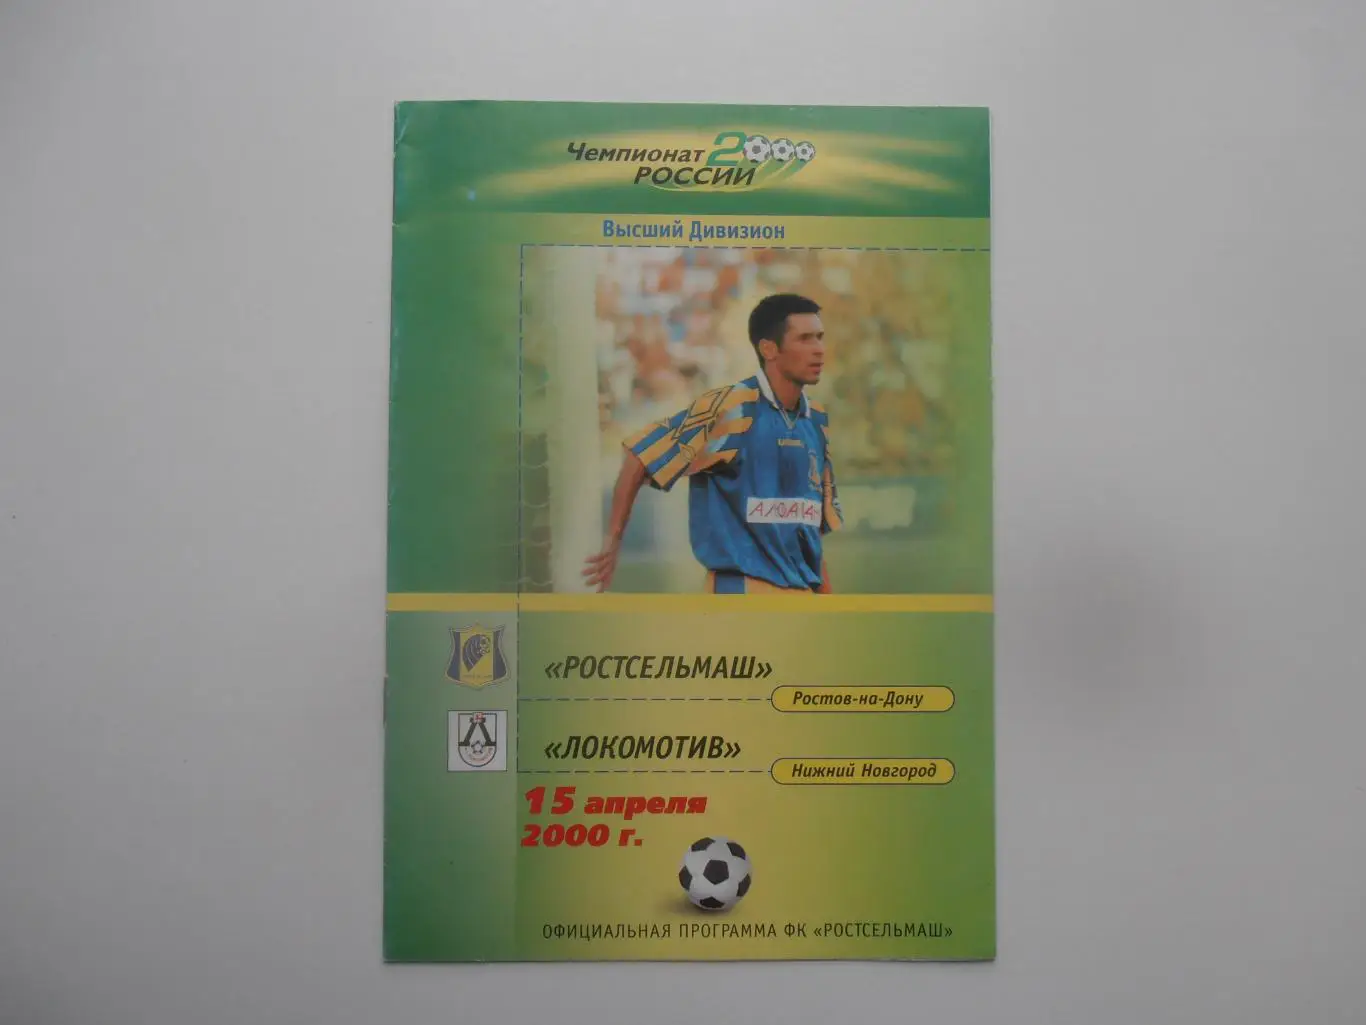 Чемпионат 2000
РОССИИ
Высший Дивизион
«РОСТСЕЛЬМАШ»
Ростов-на-Дону
«ЛОКОМОТИВ»
Нижний Новгород
15 апреля
2000 г.
ОФИЦИАЛЬНАЯ ПРОГРАММА ФК «РОСТСЕЛЬМАШ»